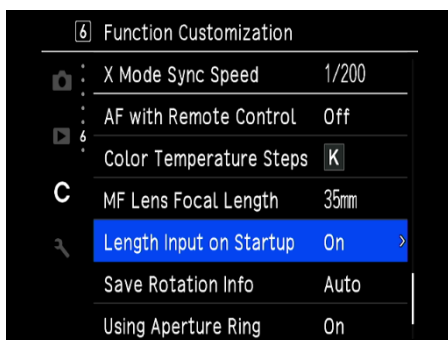 6 Function Customization
X Mode Sync Speed 1/200
AF with Remote Control Off
6
Color Temperature Steps K
C
MF Lens Focal Length 35mm
Length Input on Startup On >
Save Rotation Info Auto
Using Aperture Ring On